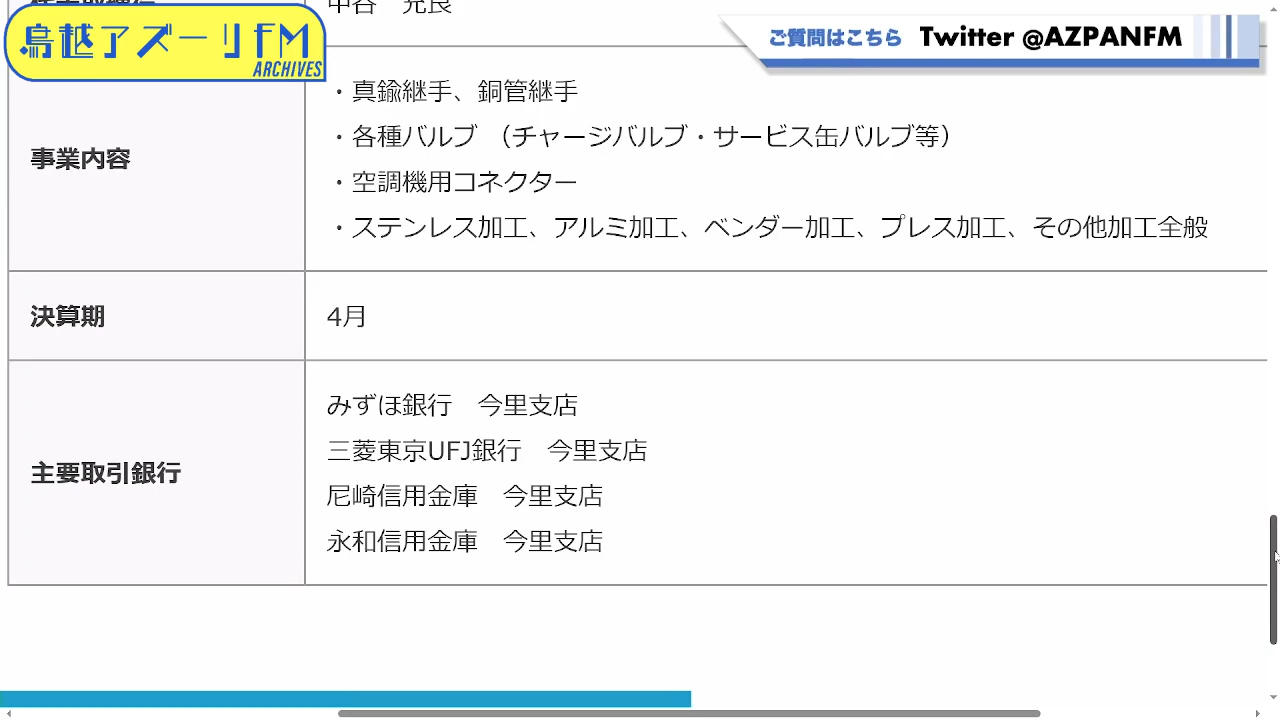 中谷　充良
鳥越アズーリFM
ARCHIVES
ご質問はこちら Twitter @AZPANFM
事業内容
・真鍮継手、銅管継手
・各種バルブ （チャージバルブ・サービス缶バルブ等）
・空調機用コネクター
・ステンレス加工、アルミ加工、ベンダー加工、プレス加工、その他加工全般
決算期
4月
主要取引銀行
みずほ銀行　今里支店
三菱東京UFJ銀行　今里支店
尼崎信用金庫　今里支店
永和信用金庫　今里支店